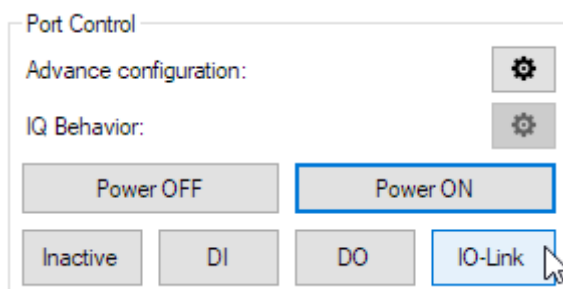 Port Control
Advance configuration:
IQ Behavior:
Power OFF Power ON
Inactive DI DO IO-Link